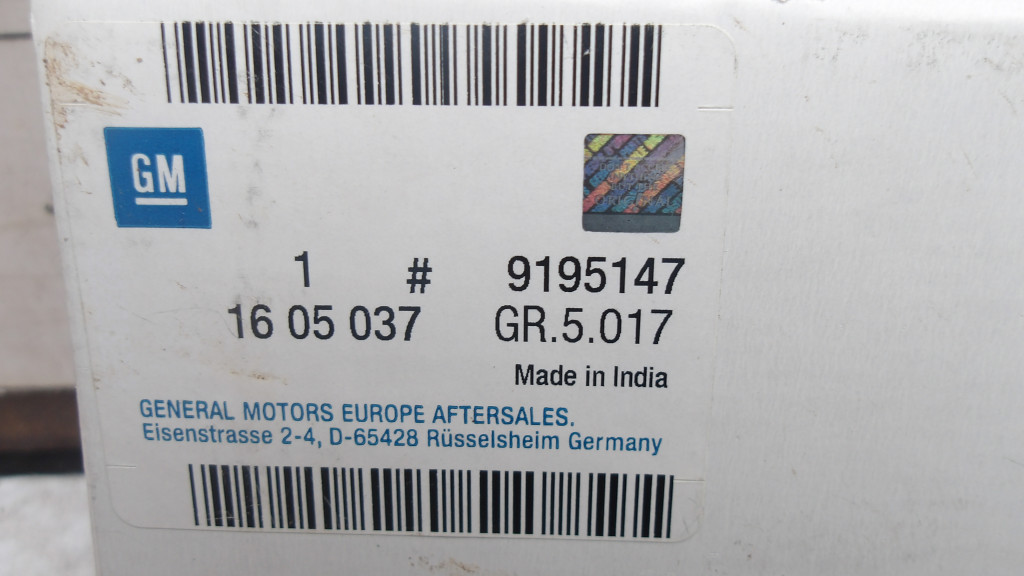 GM
1 # 9195147
16 05 037 GR.5.017
Made in India
GENERAL MOTORS EUROPE AFTERSALES.
Eisenstrasse 2-4, D-65428 Rüsselsheim Germany